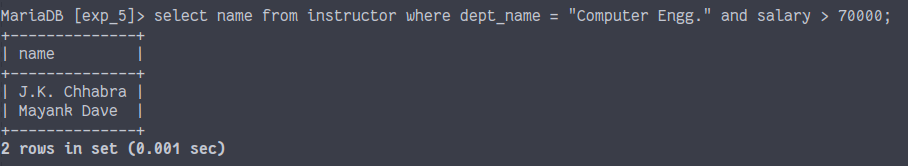 MariaDB [exp_5]> select name from instructor where dept_name = "Computer Engg." and salary > 70000;
+--------------+
| name         |
+--------------+
| J.K. Chhabra |
| Mayank Dave  |
+--------------+
2 rows in set (0.001 sec)